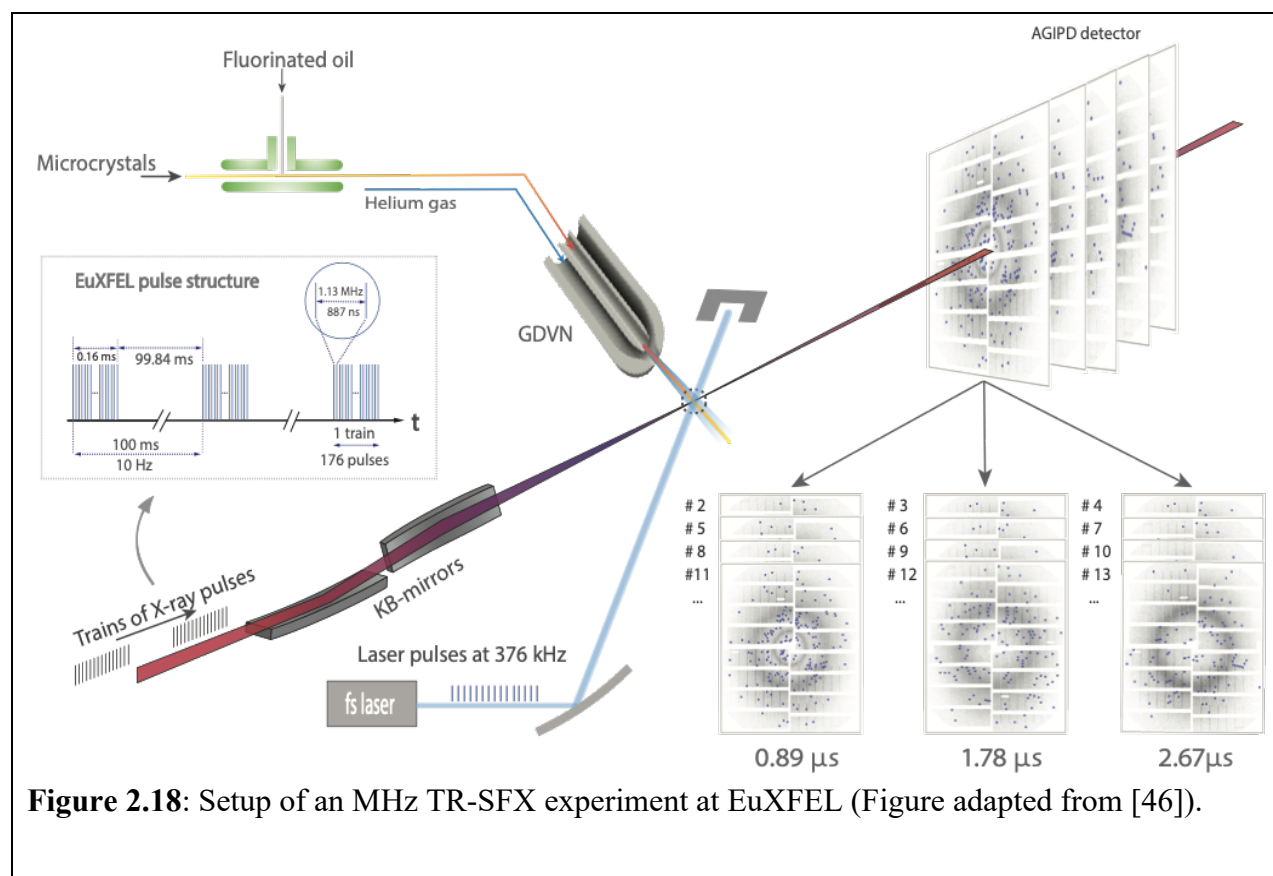 AGIPD detector
Fluorinated oil
Microcrystals
Helium gas
EuXFEL pulse structure
1.13 MHz
887 ns
0.16 ms
99.84 ms
...
...
...
t
100 ms
10 Hz
1 train
176 pulses
GDVN
KB-mirrors
Trains of X-ray pulses
Laser pulses at 376 kHz
fs laser
# 2
# 5
# 8
#11
...
# 3
# 6
# 9
# 12
...
# 4
# 7
# 10
# 13
...
0.89 µs
1.78 µs
2.67µs
Figure 2.18: Setup of an MHz TR-SFX experiment at EuXFEL (Figure adapted from [46]).